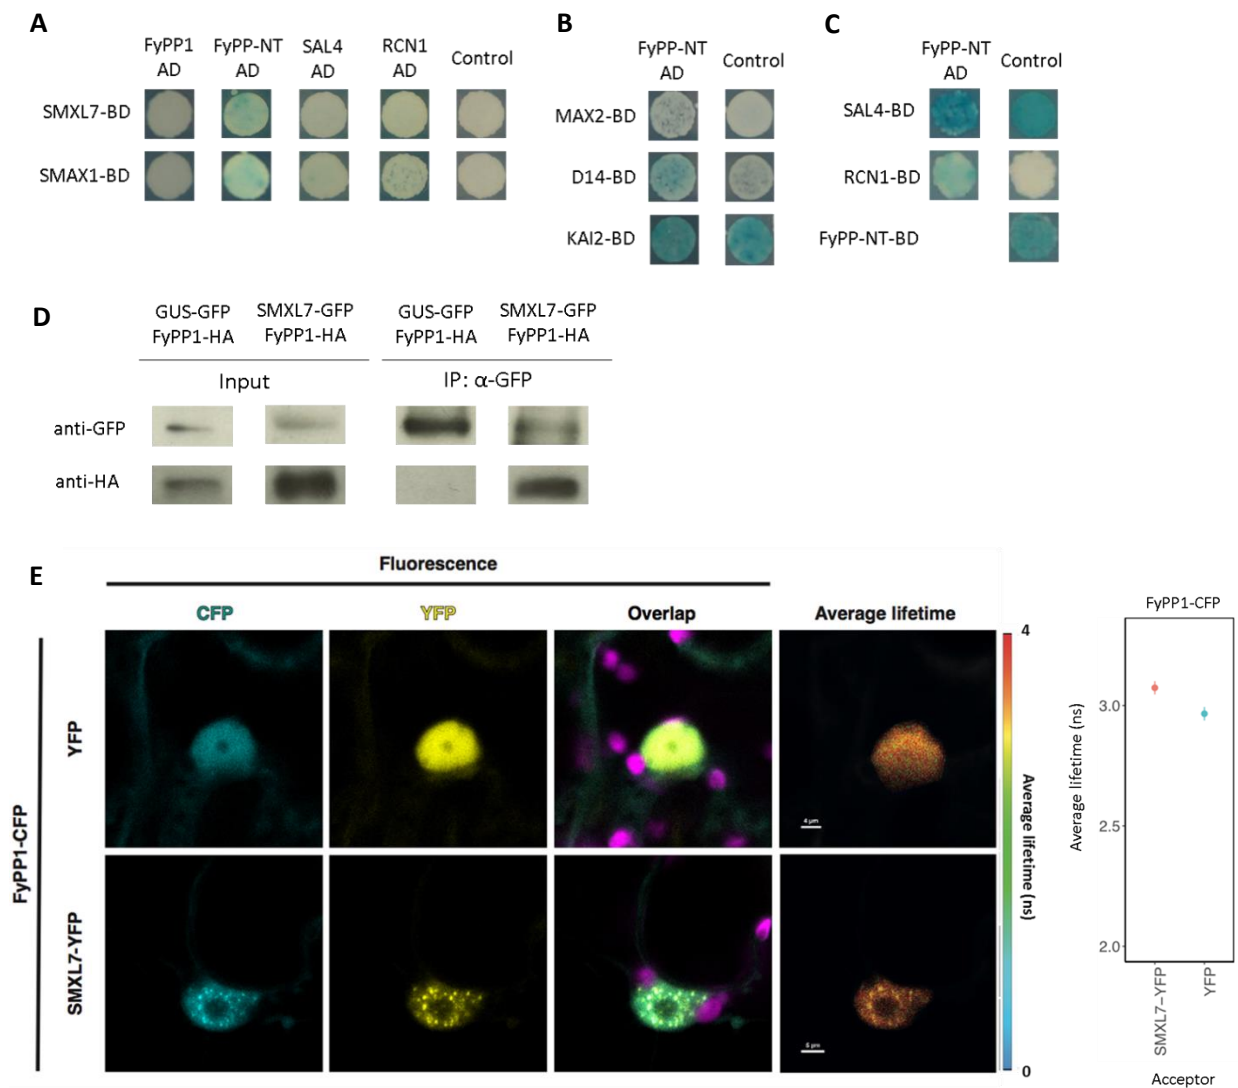 A
FyPP1 AD
FyPP-NT AD
SAL4 AD
RCN1 AD
Control
SMXL7-BD
SMAX1-BD
B
FyPP-NT AD
Control
MAX2-BD
D14-BD
KAI2-BD
C
FyPP-NT AD
Control
SAL4-BD
RCN1-BD
FyPP-NT-BD
D
GUS-GFP FyPP1-HA
SMXL7-GFP FyPP1-HA
GUS-GFP FyPP1-HA
SMXL7-GFP FyPP1-HA
Input
IP: α-GFP
anti-GFP
anti-HA
E
Fluorescence
CFP
YFP
Overlap
Average lifetime
FyPP1-CFP
YFP
SMXL7-YFP
4 µm
5 µm
4
Average lifetime (ns)
0
FyPP1-CFP
Average lifetime (ns)
3.0
2.5
2.0
SMXL7-YFP
YFP
Acceptor